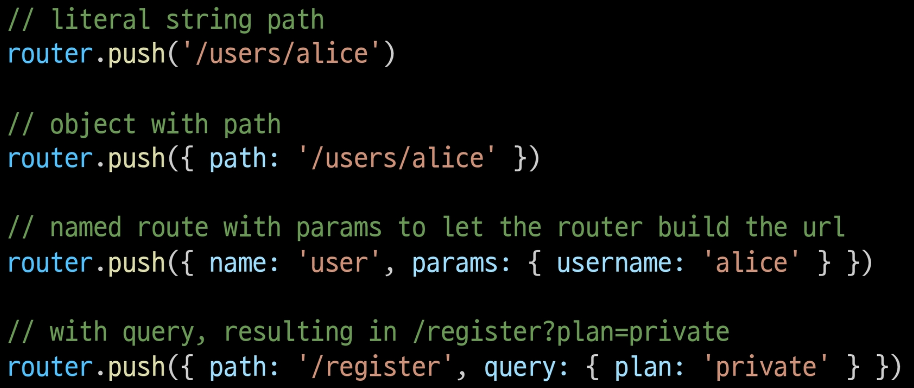 // literal string path
router.push('/users/alice')
// object with path
router.push({ path: '/users/alice' })
// named route with params to let the router build the url
router.push({ name: 'user', params: { username: 'alice' } })
// with query, resulting in /register?plan=private
router.push({ path: '/register', query: { plan: 'private' } })